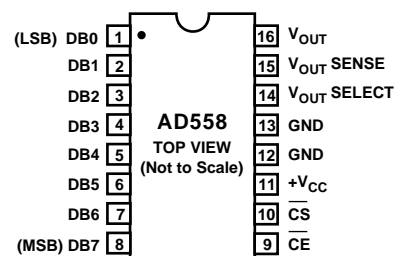 (LSB) DB0 1 16 VOUT
DB1 2 15 VOUT SENSE
DB2 3 14 VOUT SELECT
DB3 4 AD558 13 GND
DB4 5 TOP VIEW 12 GND
(Not to Scale)
DB5 6 11 +VCC
DB6 7 10 C̅S̅
(MSB) DB7 8 9 C̅E̅